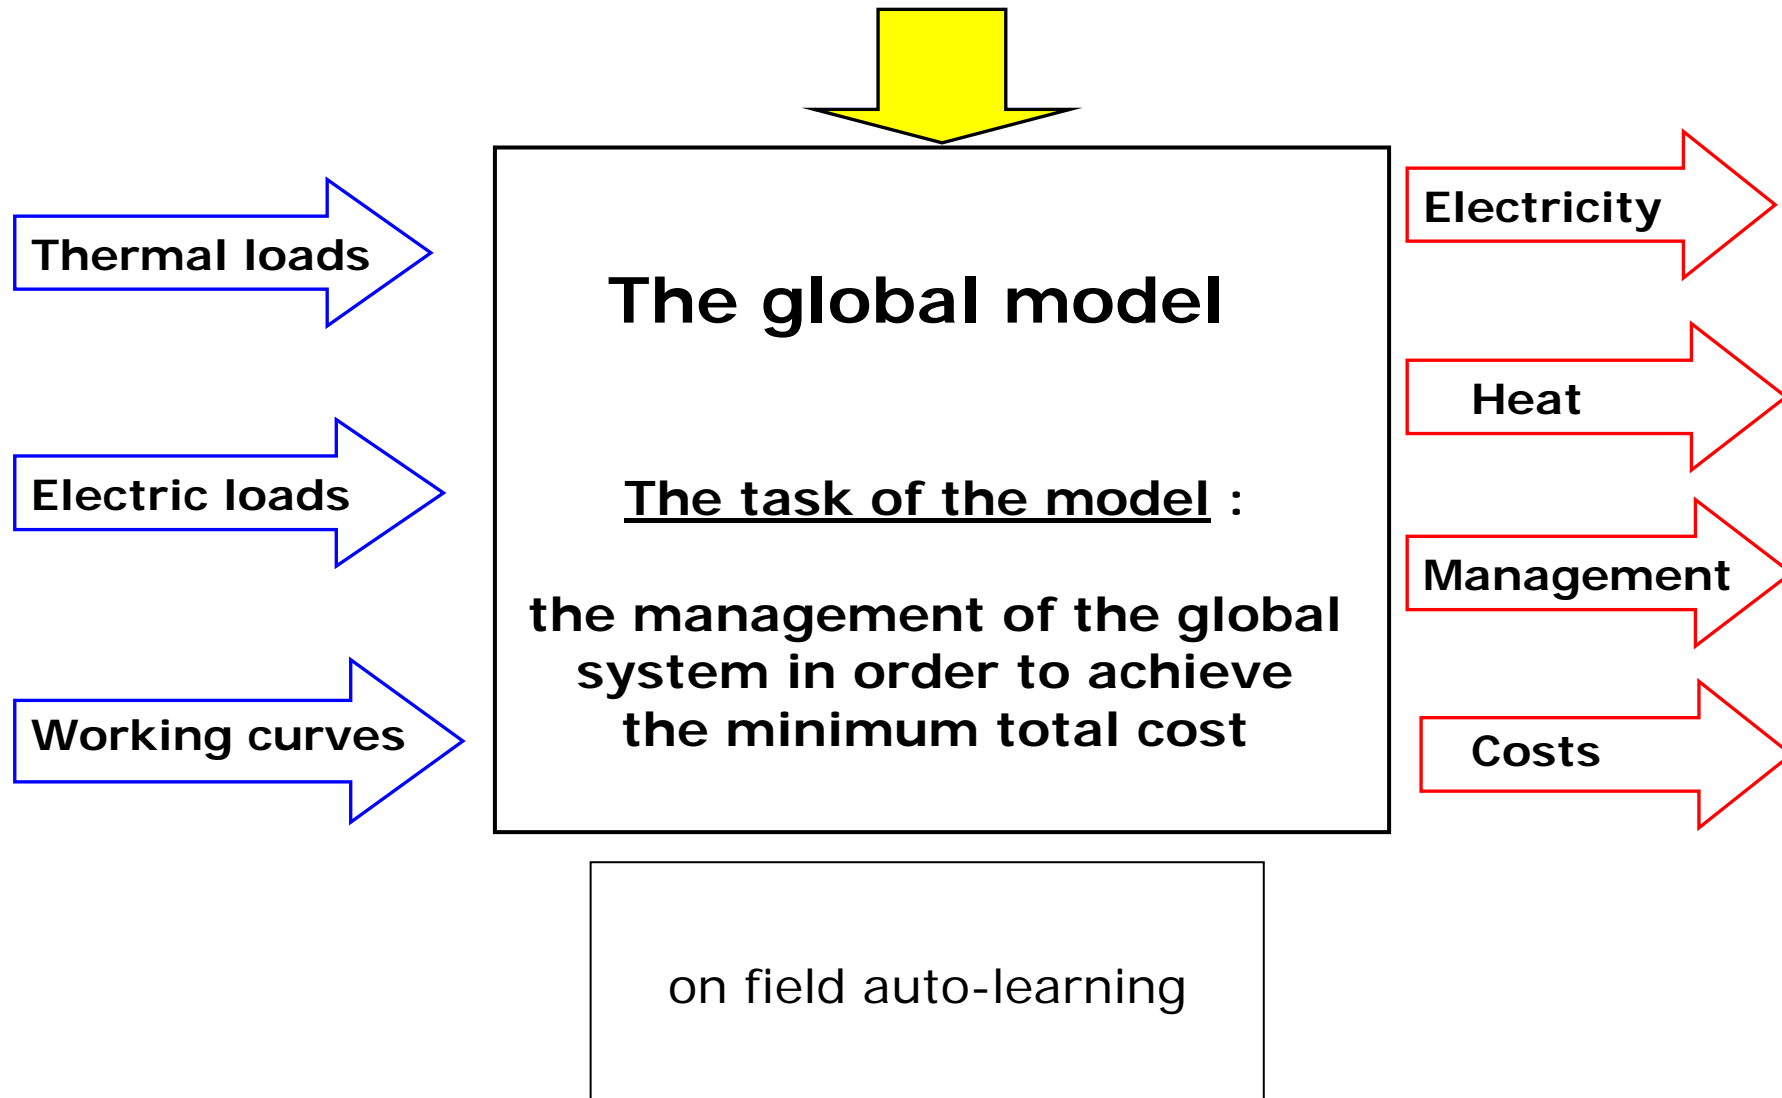 Thermal loads
Electric loads
Working curves
The global model
The task of the model :
the management of the global
system in order to achieve
the minimum total cost
Electricity
Heat
Management
Costs
on field auto-learning